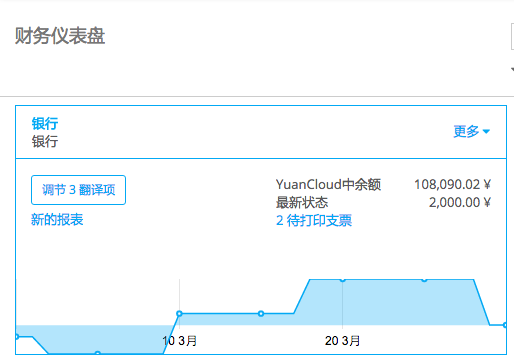 财务仪表盘
银行
更多
银行
调节 3 翻译项
YuanCloud中余额 108,090.02 ¥
最新状态 2,000.00 ¥
新的报表
2 待打印支票
10 3月 20 3月